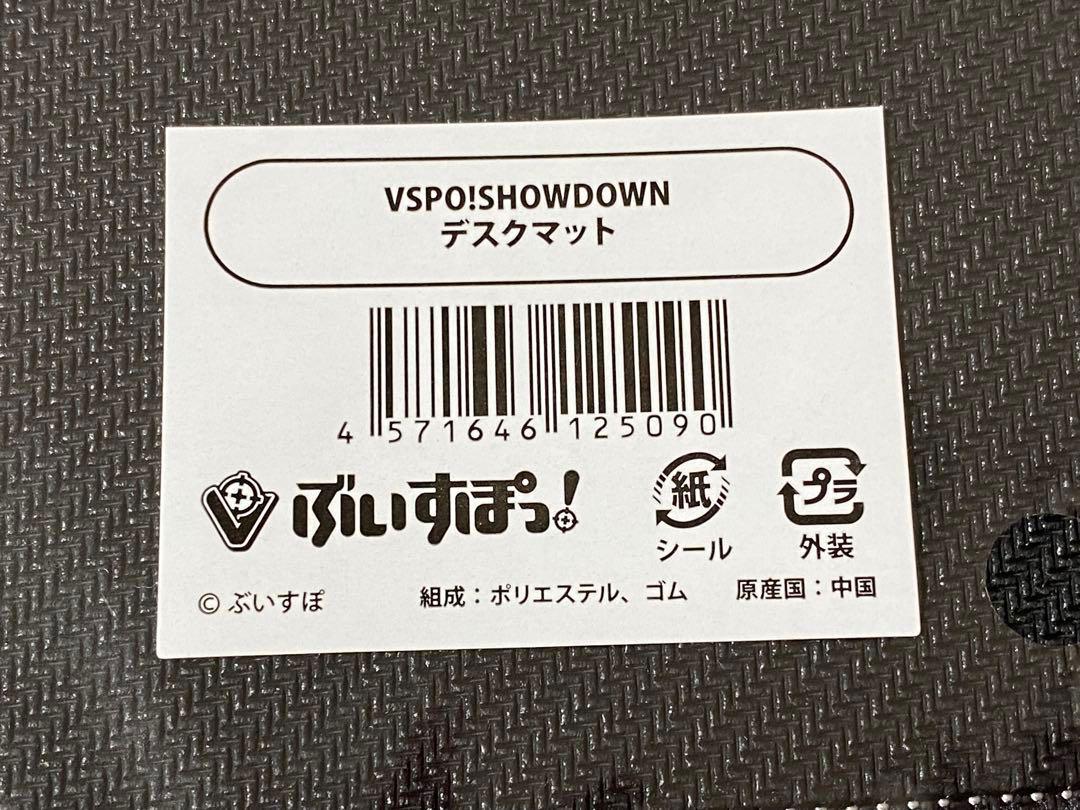 VSPO!SHOWDOWN
デスクマット
4 571646 125090
ぶいすぽっ!
紙
シール
プラ
外装
© ぶいすぽ 組成：ポリエステル、ゴム 原産国：中国